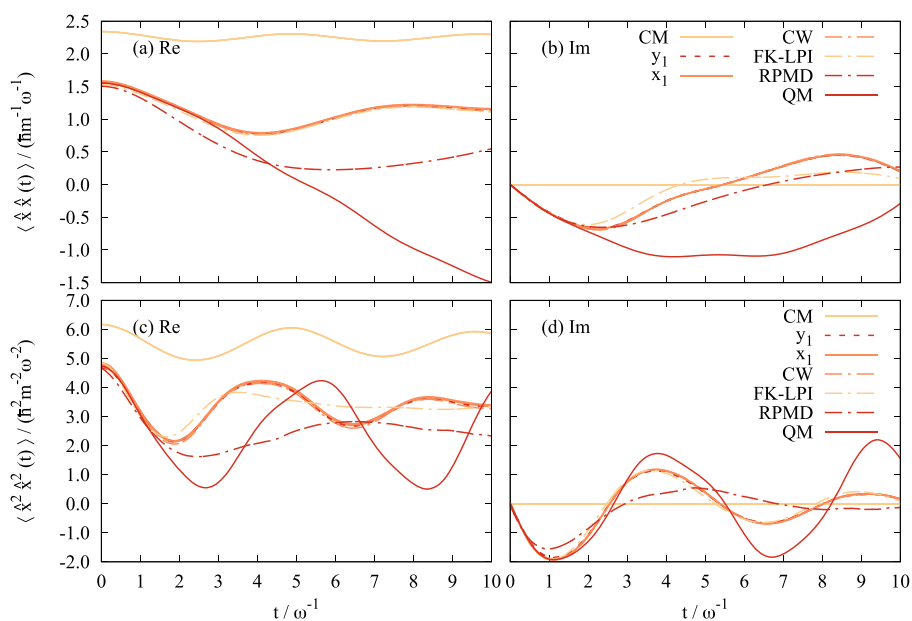 (a) Re
⟨ x̂ x̂ (t) ⟩ / (ħm⁻¹ω⁻¹)
2.5
2.0
1.5
1.0
0.5
0.0
-0.5
-1.0
-1.5
(b) Im
CM
y₁
x₁
CW
FK-LPI
RPMD
QM
(c) Re
⟨ x̂² x̂² (t) ⟩ / (ħ²m⁻²ω⁻²)
7.0
6.0
5.0
4.0
3.0
2.0
1.0
0.0
-1.0
-2.0
0 1 2 3 4 5 6 7 8 9 10
t / ω⁻¹
(d) Im
CM
y₁
x₁
CW
FK-LPI
RPMD
QM
0 1 2 3 4 5 6 7 8 9 10
t / ω⁻¹